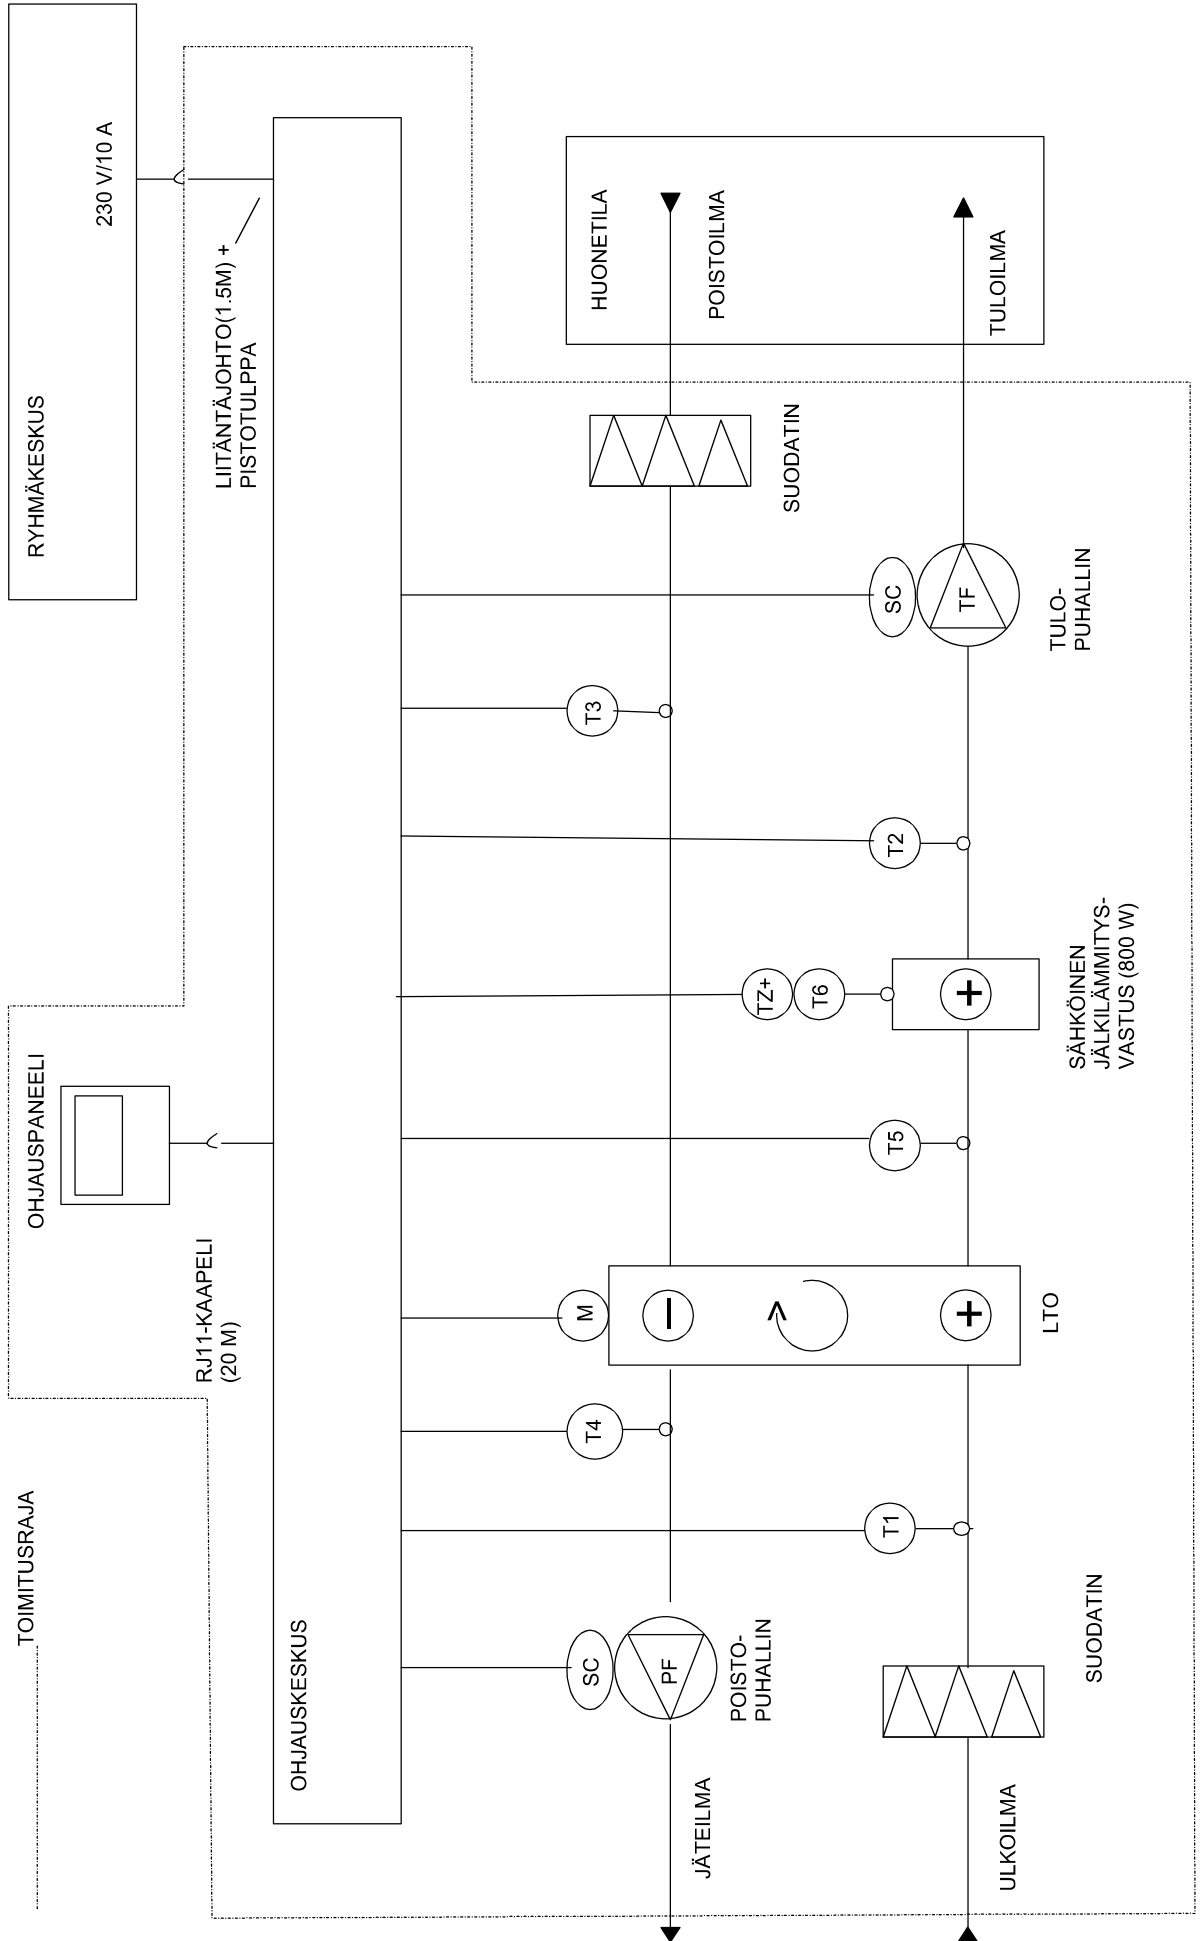 TOIMITUSRAJA
OHJAUSPANEELI
RYHMÄKESKUS
230 V/10 A
RJ11-KAAPELI
(20 M)
LIITÄNTÄJOHTO(1.5M) +
PISTOTULPPA
OHJAUSKESKUS
SC
PF
POISTO-
PUHALLIN
JÄTEILMA
T4
M
T3
SUODATIN
HUONETILA
POISTOILMA
TULOILMA
ULKOILMA
SUODATIN
T1
LTO
T5
TZ+
T6
SÄHKÖINEN
JÄLKILÄMMITYS-
VASTUS (800 W)
T2
SC
TF
TULO-
PUHALLIN